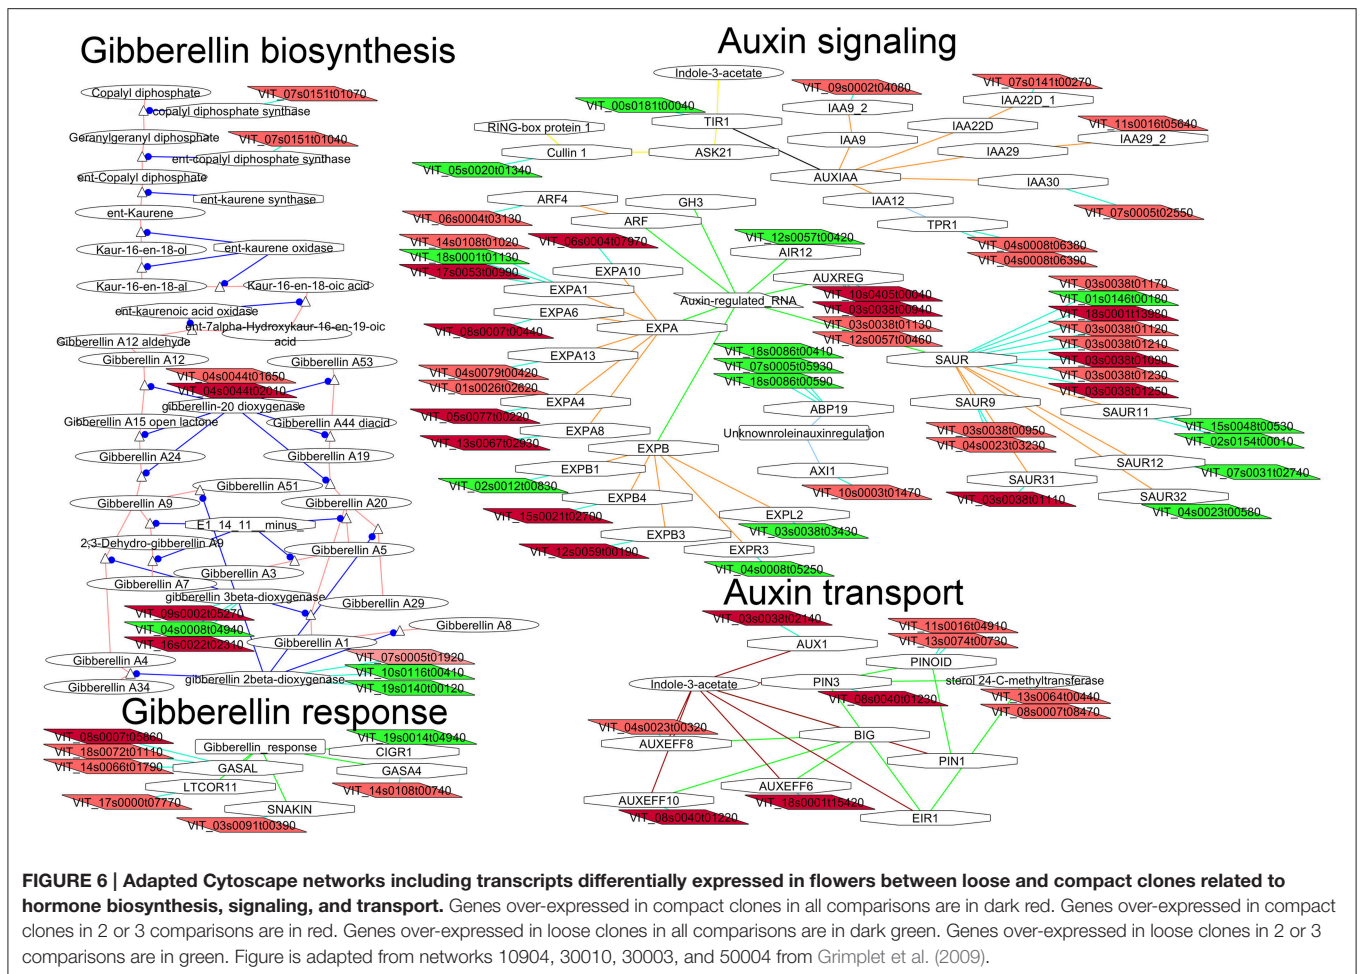 Gibberellin biosynthesis
Copalyl diphosphate
VIT_07s0151t01070
copalyl diphosphate synthase
Geranylgeranyl diphosphate
VIT_07s0151t01040
ent-copalyl diphosphate synthase
ent-Copalyl diphosphate
ent-kaurene synthase
ent-Kaurene
Kaur-16-en-18-ol
ent-kaurene oxidase
Kaur-16-en-18-al
Kaur-16-en-18-oic acid
ent-kaurenoic acid oxidase
ent-7alpha-Hydroxykaur-16-en-19-oic
acid
Gibberellin A12 aldehyde
Gibberellin A12
Gibberellin A53
VIT_04s0044t01650
VIT_04s0044t02010
gibberellin-20 dioxygenase
Gibberellin A15 open lactone
Gibberellin A44 diacid
Gibberellin A24
Gibberellin A19
Gibberellin A51
Gibberellin A9
Gibberellin A20
E1_14_11__minus_
2,3-Dehydro-gibberellin A9
Gibberellin A5
Gibberellin A3
Gibberellin A7
gibberellin 3beta-dioxygenase
Gibberellin A29
VIT_09s0002t05270
VIT_04s0008t04940
VIT_16s0022t02310
Gibberellin A8
Gibberellin A1
Gibberellin A4
VIT_07s0005t01920
VIT_10s0116t00410
VIT_19s0140t00120
gibberellin 2beta-dioxygenase
Gibberellin A34
Gibberellin response
VIT_08s0007t05860
VIT_18s0072t01110
VIT_14s0066t01790
Gibberellin_response
VIT_19s0014t04940
CIGR1
GASAL
GASA4
LTCOR11
VIT_14s0108t00740
VIT_17s0000t07770
SNAKIN
VIT_03s0091t00390
Auxin signaling
Indole-3-acetate
VIT_00s0181t00040
TIR1
RING-box protein 1
Cullin 1
ASK21
VIT_05s0020t01340
VIT_09s0002t04080
IAA9_2
IAA9
VIT_07s0141t00270
IAA22D_1
IAA22D
VIT_11s0016t05640
IAA29_2
IAA29
AUXIAA
IAA30
VIT_07s0005t02550
IAA12
TPR1
VIT_04s0008t06380
VIT_04s0008t06390
ARF4
GH3
VIT_06s0004t03130
ARF
VIT_14s0108t01020
VIT_18s0001t01130
VIT_17s0053t00990
VIT_06s0004t07970
VIT_12s0057t00420
AIR12
EXPA10
AUXREG
EXPA1
Auxin-regulated_RNA
VIT_10s0405t00040
VIT_03s0038t00940
VIT_03s0038t01130
VIT_12s0057t00460
EXPA6
EXPA
VIT_08s0007t00440
EXPA13
VIT_04s0079t00420
VIT_01s0026t02620
EXPA4
VIT_05s0077t00220
EXPA8
VIT_13s0067t02930
VIT_18s0086t00410
VIT_07s0005t05930
VIT_18s0086t00590
ABP19
Unknownroleinauxinregulation
AXI1
VIT_10s0003t01470
EXPB
EXPB1
VIT_02s0012t00830
EXPB4
VIT_15s0021t02700
EXPB3
VIT_12s0059t00190
EXPL2
VIT_03s0038t03430
EXPR3
VIT_04s0008t05250
VIT_03s0038t01170
VIT_01s0146t00180
VIT_18s0001t13980
VIT_03s0038t01120
VIT_03s0038t01210
VIT_03s0038t01090
VIT_03s0038t01230
VIT_03s0038t01250
SAUR
SAUR9
VIT_03s0038t00950
VIT_04s0023t03230
SAUR11
VIT_15s0048t00530
VIT_02s0154t00010
SAUR12
VIT_07s0031t02740
SAUR31
VIT_03s0038t01110
SAUR32
VIT_04s0023t00580
Auxin transport
VIT_03s0038t02140
AUX1
VIT_11s0016t04910
VIT_13s0074t00730
PINOID
Indole-3-acetate
PIN3
sterol 24-C-methyltransferase
VIT_08s0040t01230
VIT_13s0064t00440
VIT_08s0007t08470
VIT_04s0023t00320
AUXEFF8
BIG
PIN1
AUXEFF6
VIT_18s0001t15420
AUXEFF10
VIT_08s0040t01220
EIR1
FIGURE 6 | Adapted Cytoscape networks including transcripts differentially expressed in flowers between loose and compact clones related to
hormone biosynthesis, signaling, and transport. Genes over-expressed in compact clones in all comparisons are in dark red. Genes over-expressed in compact
clones in 2 or 3 comparisons are in red. Genes over-expressed in loose clones in all comparisons are in dark green. Genes over-expressed in loose clones in 2 or 3
comparisons are in green. Figure is adapted from networks 10904, 30010, 30003, and 50004 from Grimplet et al. (2009).